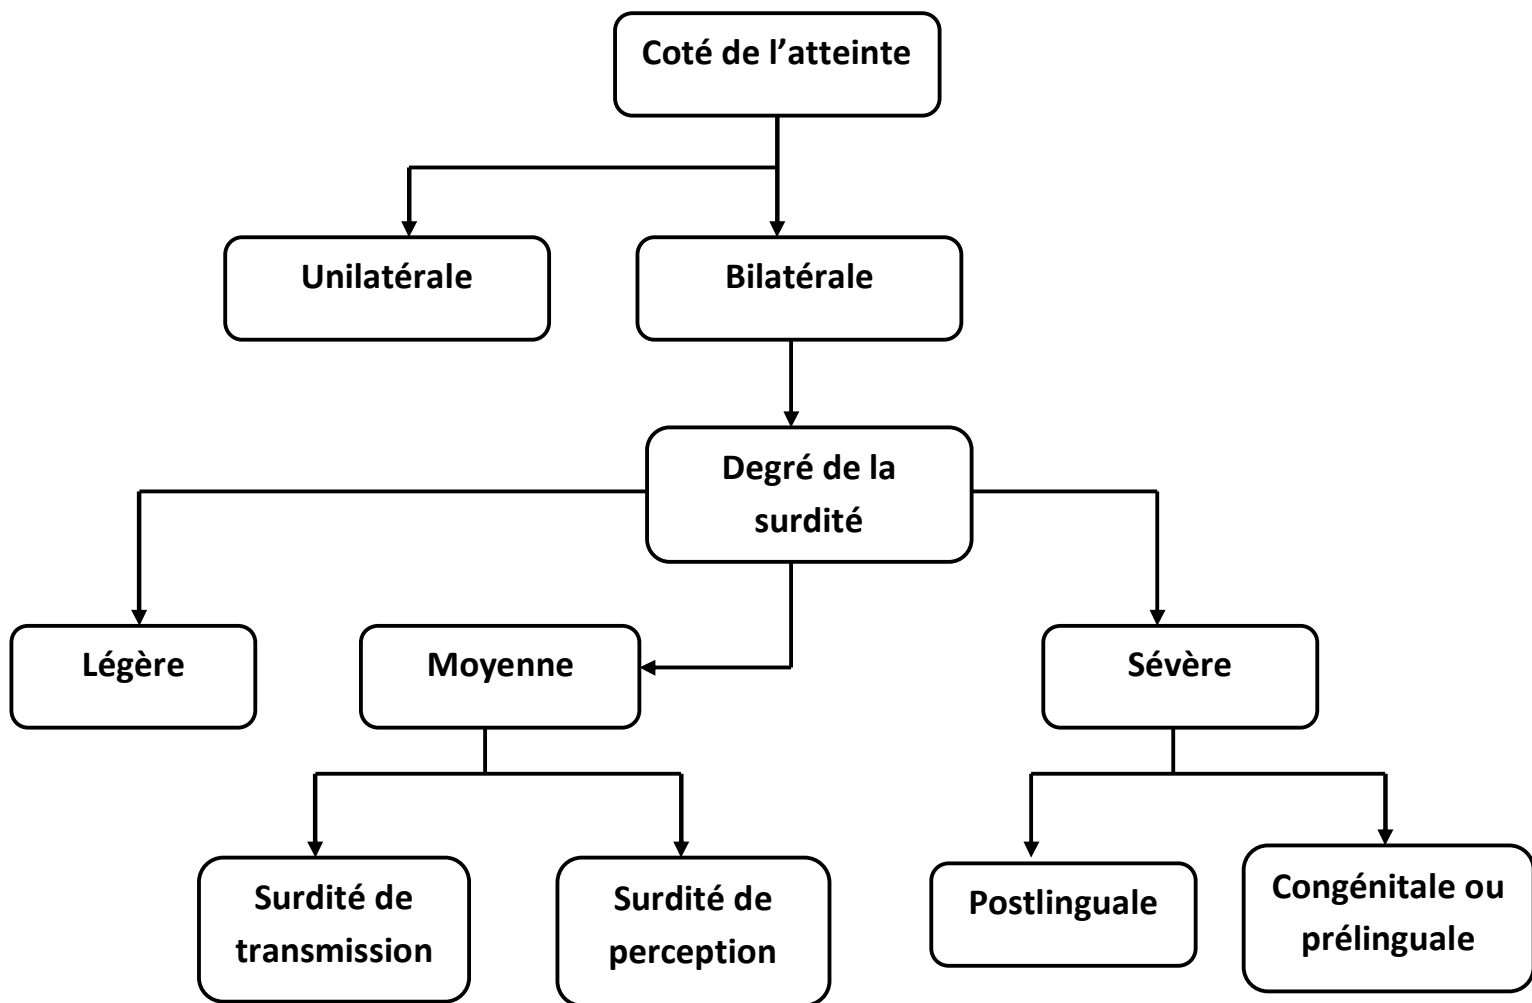 Coté de l’atteinte
Unilatérale
Bilatérale
Degré de la
surdité
Légère
Moyenne
Sévère
Surdité de
transmission
Surdité de
perception
Postlinguale
Congénitale ou
prélinguale